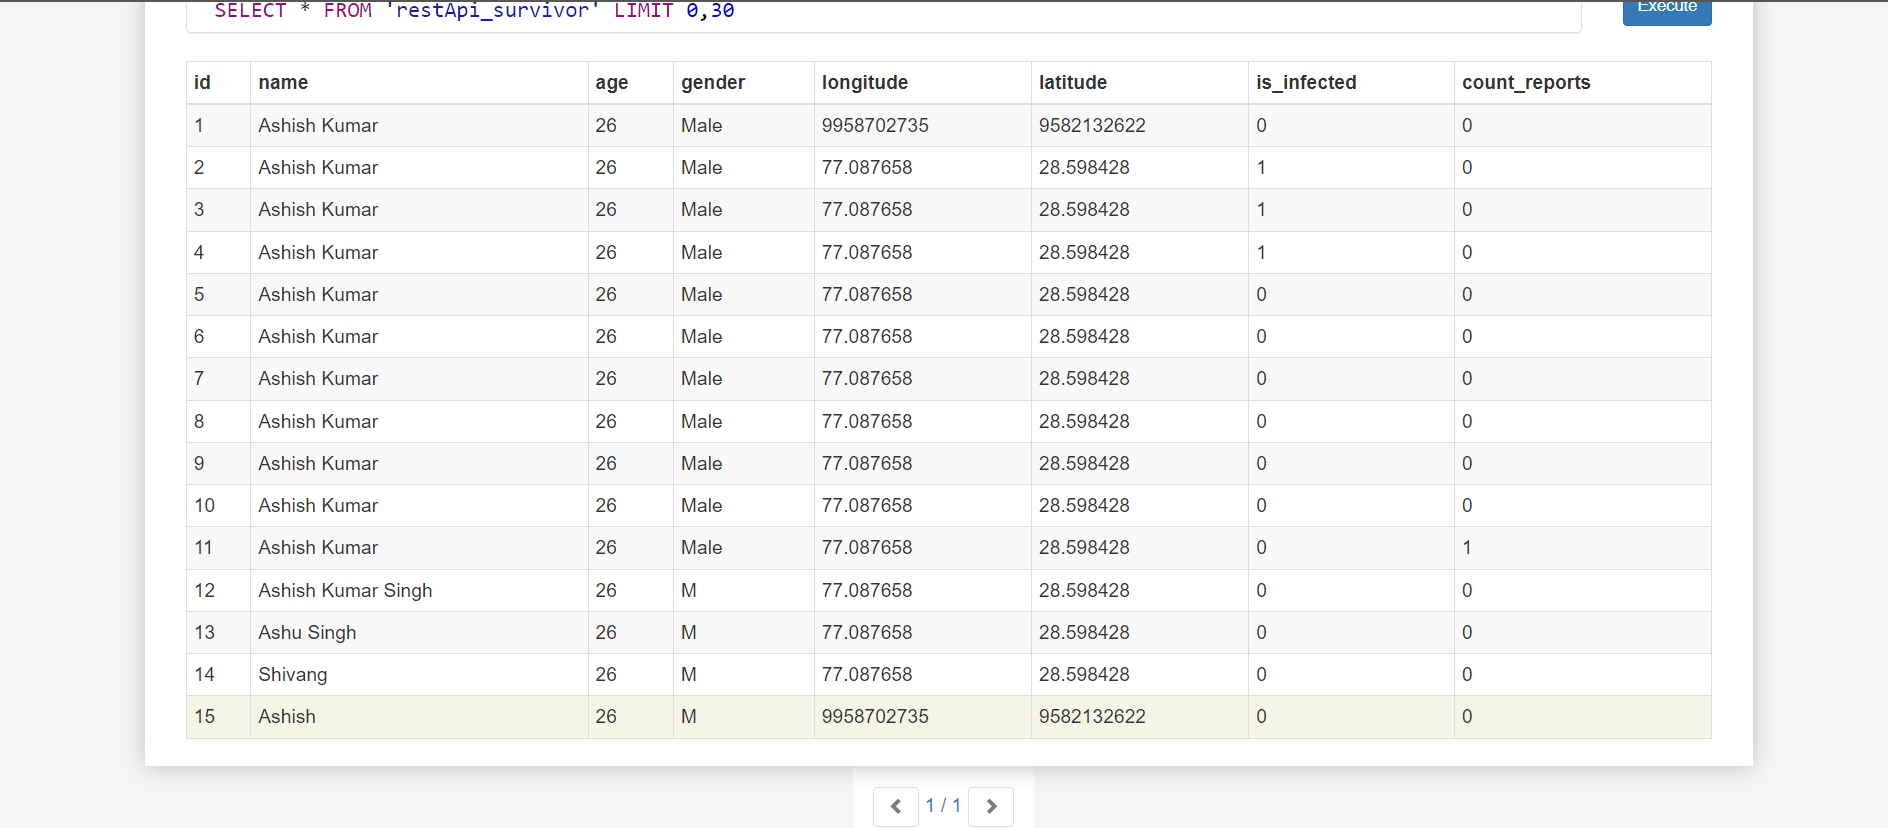 SELECT * FROM 'restApi_survivor' LIMIT 0,30
Execute
id name age gender longitude latitude is_infected count_reports
1 Ashish Kumar 26 Male 9958702735 9582132622 0 0
2 Ashish Kumar 26 Male 77.087658 28.598428 1 0
3 Ashish Kumar 26 Male 77.087658 28.598428 1 0
4 Ashish Kumar 26 Male 77.087658 28.598428 1 0
5 Ashish Kumar 26 Male 77.087658 28.598428 0 0
6 Ashish Kumar 26 Male 77.087658 28.598428 0 0
7 Ashish Kumar 26 Male 77.087658 28.598428 0 0
8 Ashish Kumar 26 Male 77.087658 28.598428 0 0
9 Ashish Kumar 26 Male 77.087658 28.598428 0 0
10 Ashish Kumar 26 Male 77.087658 28.598428 0 0
11 Ashish Kumar 26 Male 77.087658 28.598428 0 1
12 Ashish Kumar Singh 26 M 77.087658 28.598428 0 0
13 Ashu Singh 26 M 77.087658 28.598428 0 0
14 Shivang 26 M 77.087658 28.598428 0 0
15 Ashish 26 M 9958702735 9582132622 0 0
1 / 1